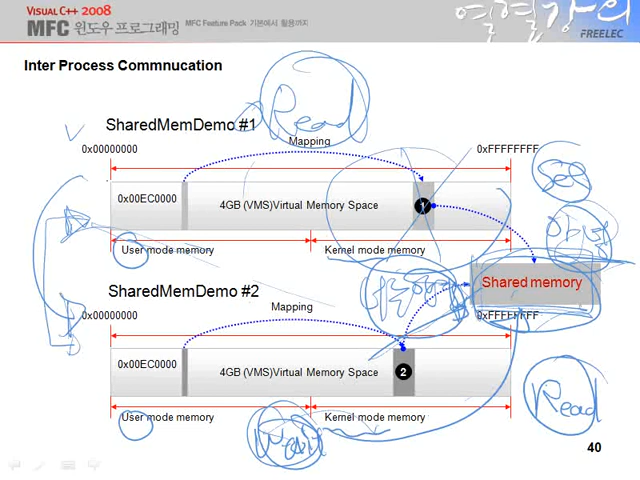 VISUAL C++ 2008
MFC 윈도우 프로그래밍 MFC Feature Pack 기본에서 활용까지
열혈강의
FREELEC
Inter Process Commnucation
Read
SharedMemDemo #1
Mapping
0x00000000
0xFFFFFFFF
0x00EC0000
4GB (VMS)Virtual Memory Space
1
User mode memory
Kernel mode memory
Shared memory
SharedMemDemo #2
Mapping
0x00000000
0xFFFFFFFF
0x00EC0000
4GB (VMS)Virtual Memory Space
2
Read
User mode memory
Kernel mode memory
40